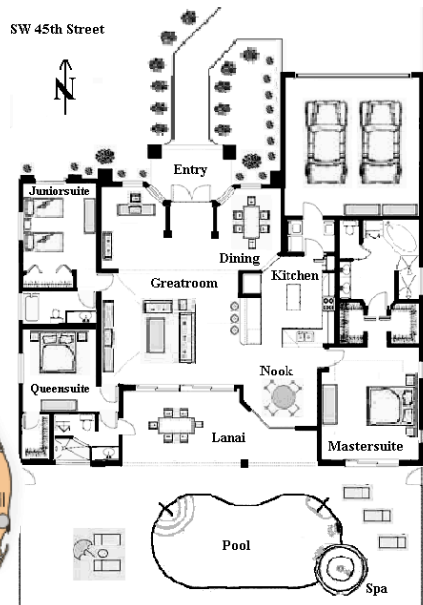 SW 45th Street
N
Entry
Juniorsuite
Dining
Kitchen
Greatroom
Nook
Queensuite
Lanai
Mastersuite
Pool
Spa